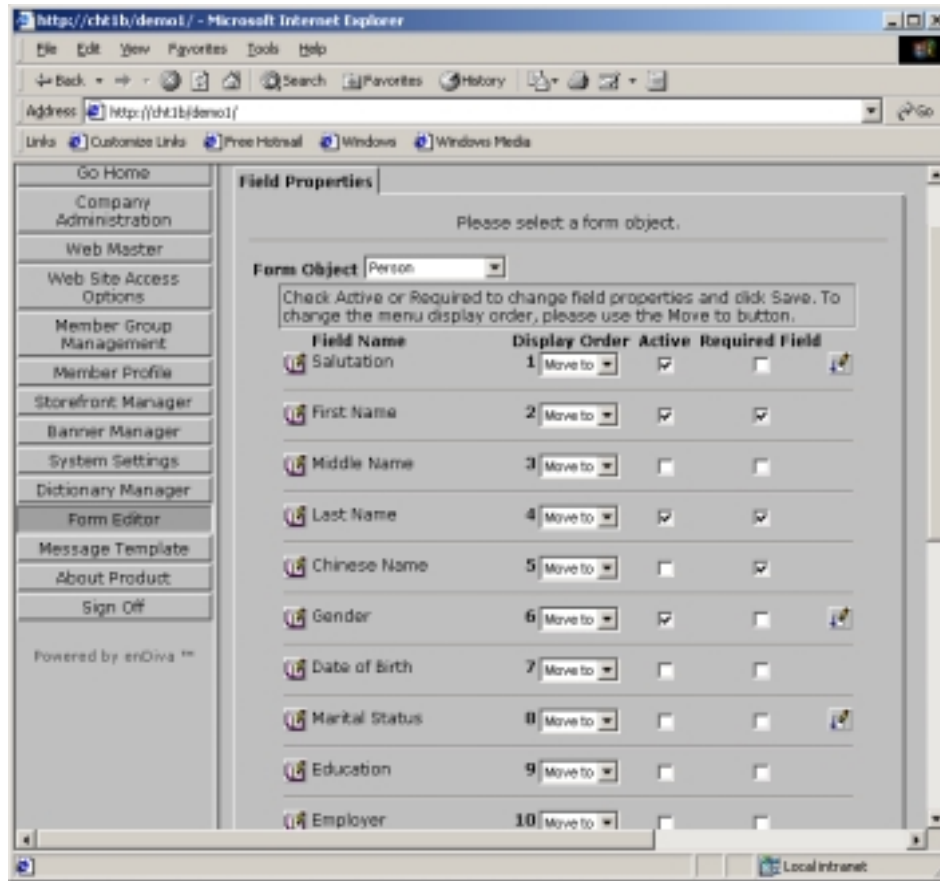 http://cht1b/demo1/ - Microsoft Internet Explorer
File Edit View Favorites Tools Help
Back Search Favorites History
Address http://cht1b/demo1/ Go
Links Customize Links Free Hotmail Windows Windows Media
Go Home
Company Administration
Web Master
Web Site Access Options
Member Group Management
Member Profile
Storefront Manager
Banner Manager
System Settings
Dictionary Manager
Form Editor
Message Template
About Product
Sign Off
Powered by enDiva ™
Field Properties
Please select a form object.
Form Object Person
Check Active or Required to change field properties and click Save. To
change the menu display order, please use the Move to button.
Field Name Display Order Active Required Field
Salutation 1 Move to
First Name 2 Move to
Middle Name 3 Move to
Last Name 4 Move to
Chinese Name 5 Move to
Gender 6 Move to
Date of Birth 7 Move to
Marital Status 8 Move to
Education 9 Move to
Employer 10 Move to
Local intranet